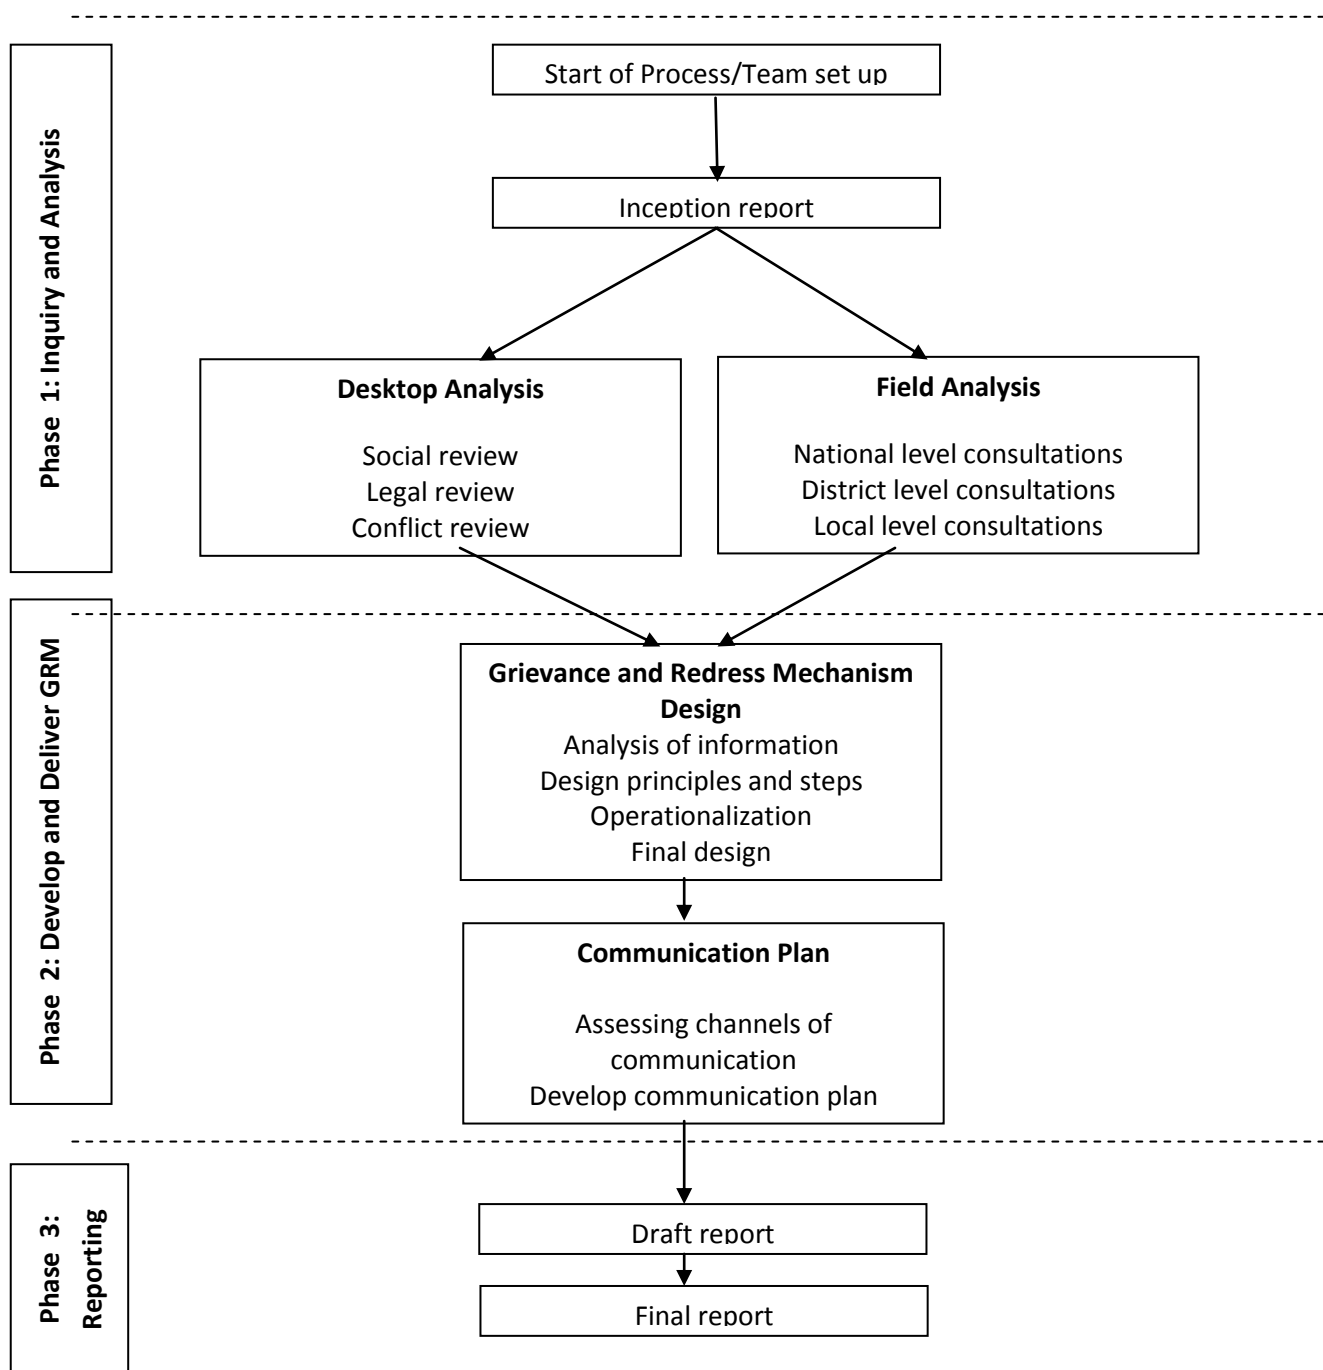 Phase 1: Inquiry and Analysis
Start of Process/Team set up
Inception report
Desktop Analysis
Social review
Legal review
Conflict review
Field Analysis
National level consultations
District level consultations
Local level consultations
Phase 2: Develop and Deliver GRM
Grievance and Redress Mechanism
Design
Analysis of information
Design principles and steps
Operationalization
Final design
Communication Plan
Assessing channels of
communication
Develop communication plan
Phase 3:
Reporting
Draft report
Final report